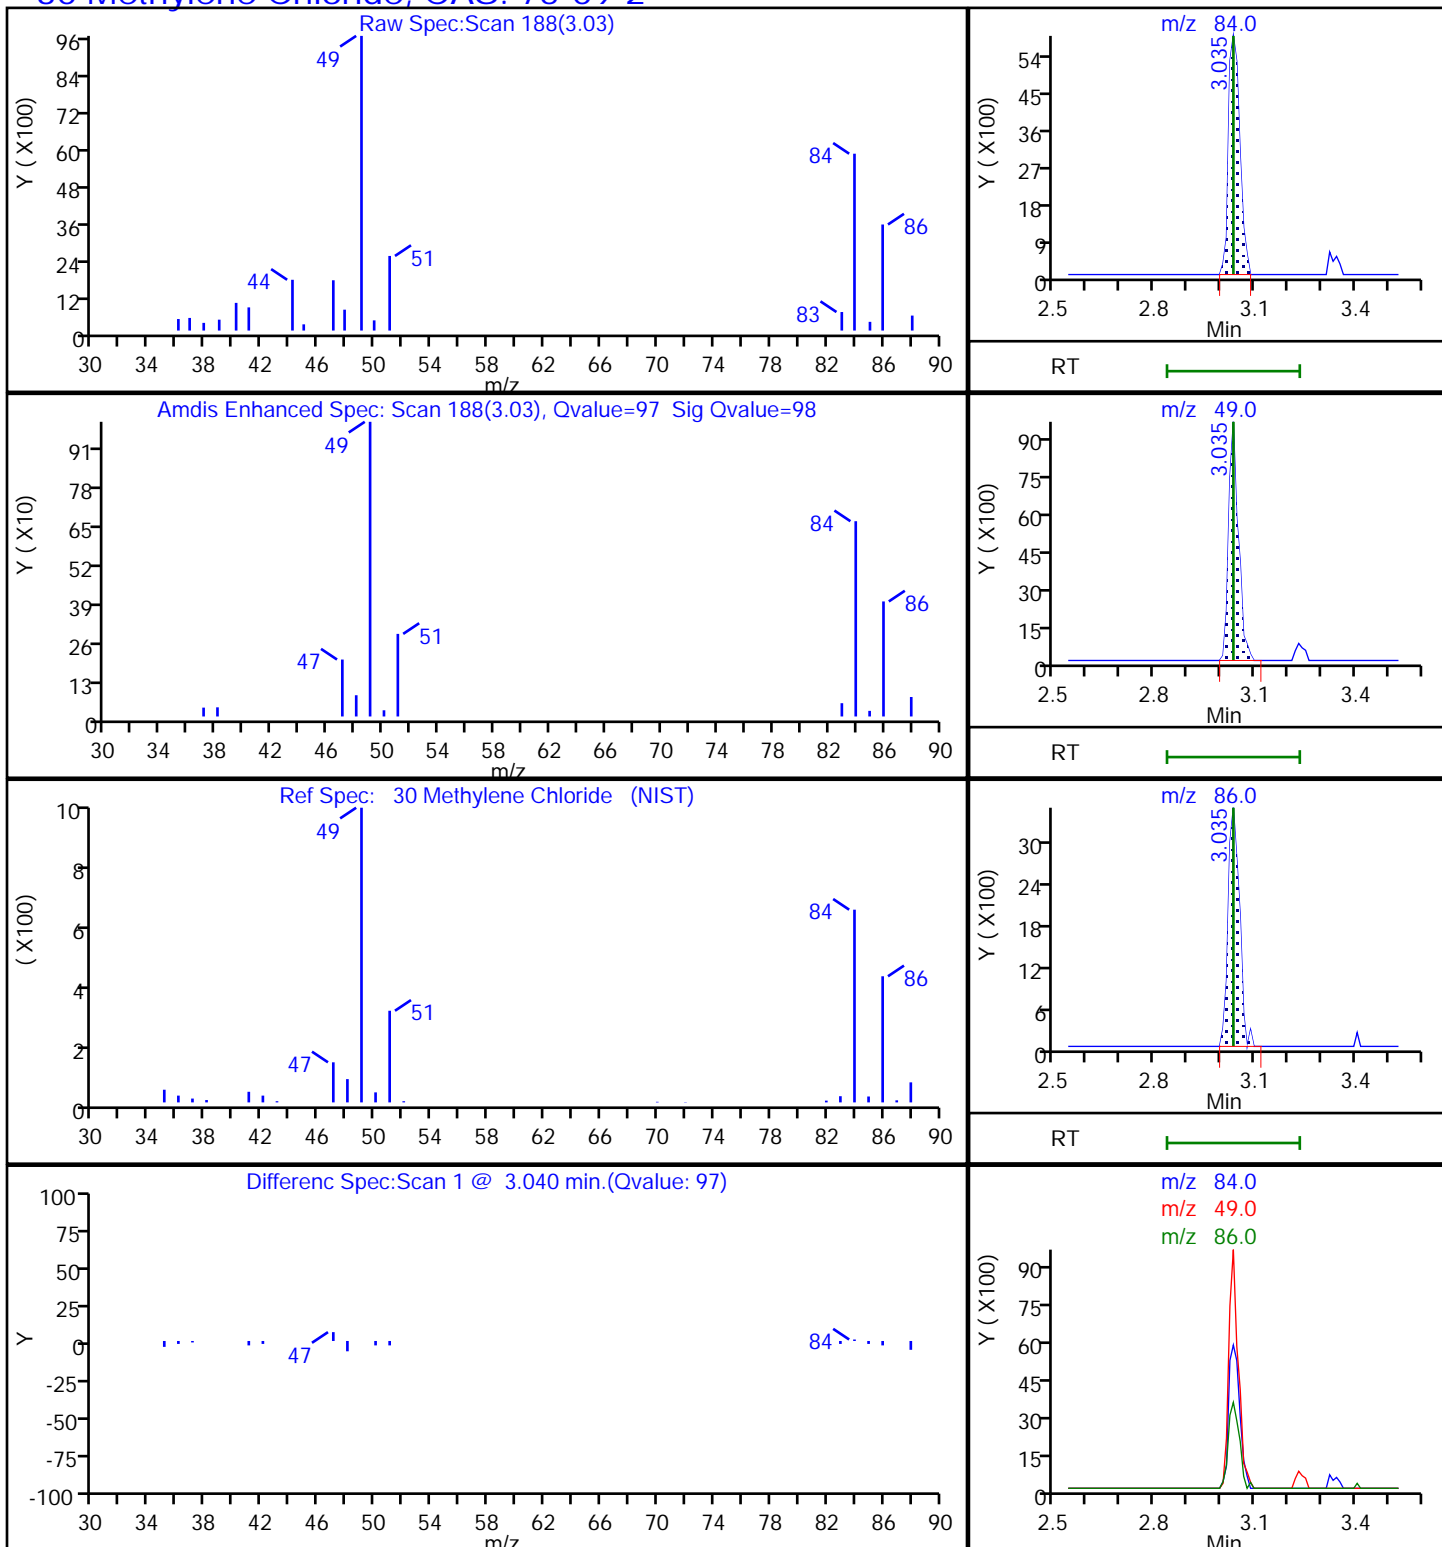 30 Methylene Chloride, CAS: 75-09-2
Raw Spec:Scan 188(3.03)
Y ( X100)
96
84
72
60
48
36
24
12
0
49
44
51
84
83
86
30 34 38 42 46 50 54 58 62 66 70 74 78 82 86 90
m/z
m/z 84.0
Y ( X100)
54
45
36
27
18
9
0
3.035
2.5 2.8 3.1 3.4
Min
RT
Amdis Enhanced Spec: Scan 188(3.03), Qvalue=97 Sig Qvalue=98
Y ( X10)
91
78
65
52
39
26
13
0
49
47
51
84
86
30 34 38 42 46 50 54 58 62 66 70 74 78 82 86 90
m/z
m/z 49.0
Y ( X100)
90
75
60
45
30
15
0
3.035
2.5 2.8 3.1 3.4
Min
RT
Ref Spec: 30 Methylene Chloride (NIST)
( X100)
10
8
6
4
2
0
49
47
51
84
86
30 34 38 42 46 50 54 58 62 66 70 74 78 82 86 90
m/z 86.0
Y ( X100)
30
24
18
12
6
0
3.035
2.5 2.8 3.1 3.4
Min
RT
Differenc Spec:Scan 1 @ 3.040 min.(Qvalue: 97)
Y
100
75
50
25
0
-25
-50
-75
-100
47
84
30 34 38 42 46 50 54 58 62 66 70 74 78 82 86 90
m/z
m/z 84.0
m/z 49.0
m/z 86.0
Y ( X100)
90
75
60
45
30
15
0
2.5 2.8 3.1 3.4
Min